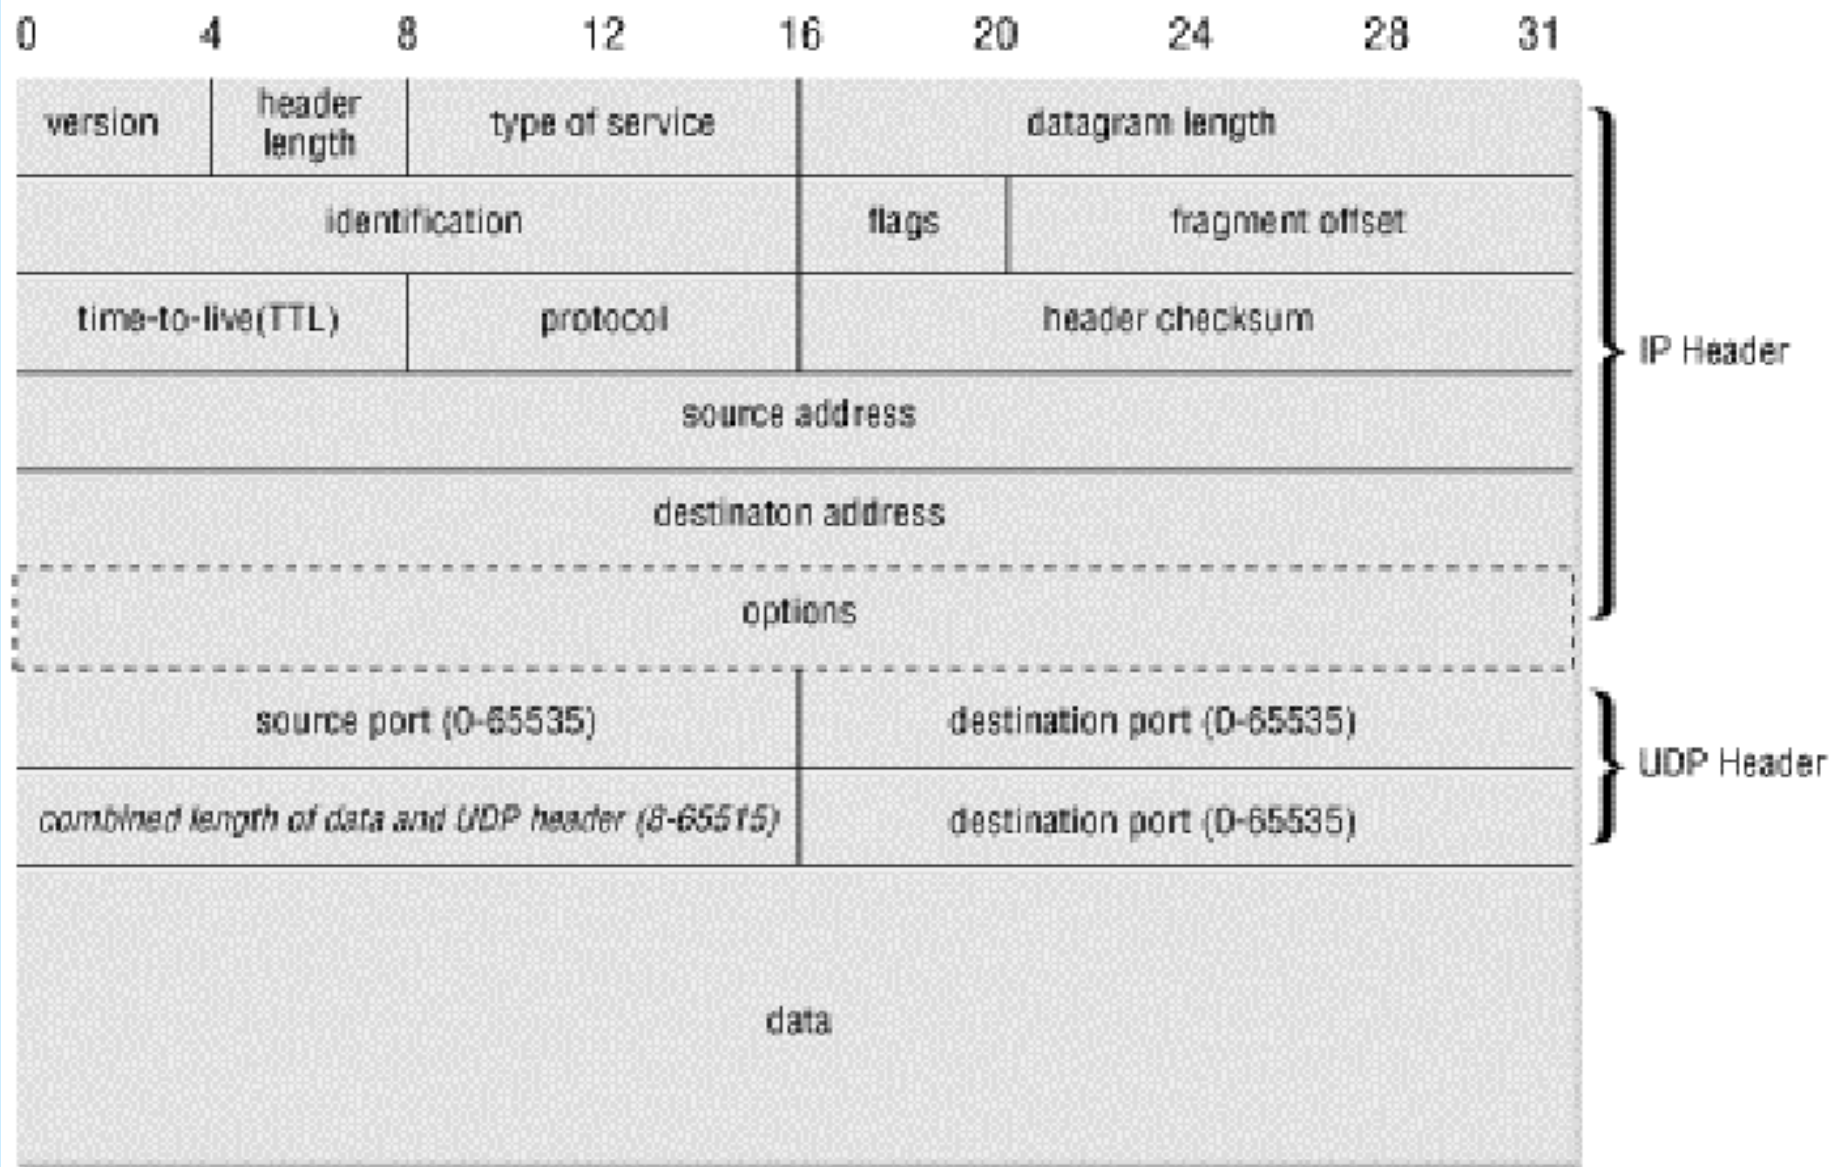 0 4 8 12 16 20 24 28 31
version header length type of service datagram length
identification flags fragment offset
time-to-live(TTL) protocol header checksum
IP Header
source address
destinaton address
options
source port (0-65535) destination port (0-65535)
UDP Header
combined length of data and UDP header (8-65515) destination port (0-65535)
data